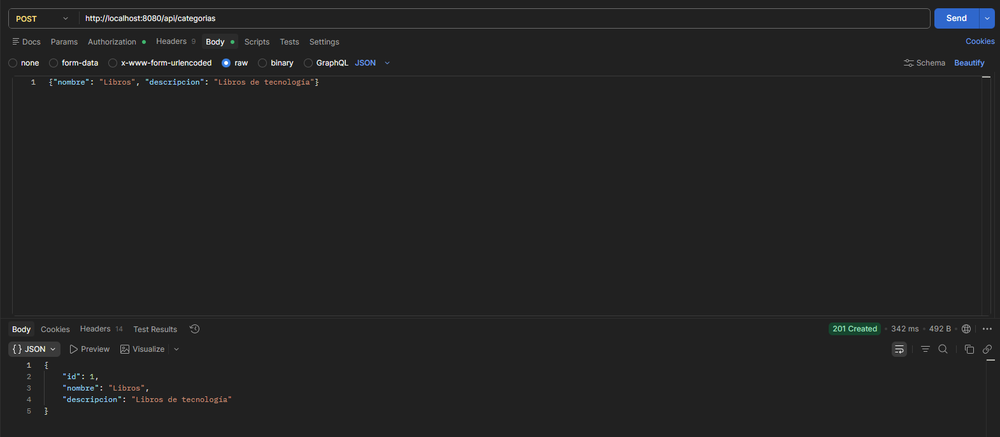 POST http://localhost:8080/api/categorias Send
Docs Params Authorization Headers 9 Body Scripts Tests Settings Cookies
none form-data x-www-form-urlencoded raw binary GraphQL JSON Schema Beautify
1 {"nombre": "Libros", "descripcion": "Libros de tecnología"}
Body Cookies Headers 14 Test Results 201 Created • 342 ms • 492 B •
{ } JSON Preview Visualize
1 {
2 "id": 1,
3 "nombre": "Libros",
4 "descripcion": "Libros de tecnología"
5 }